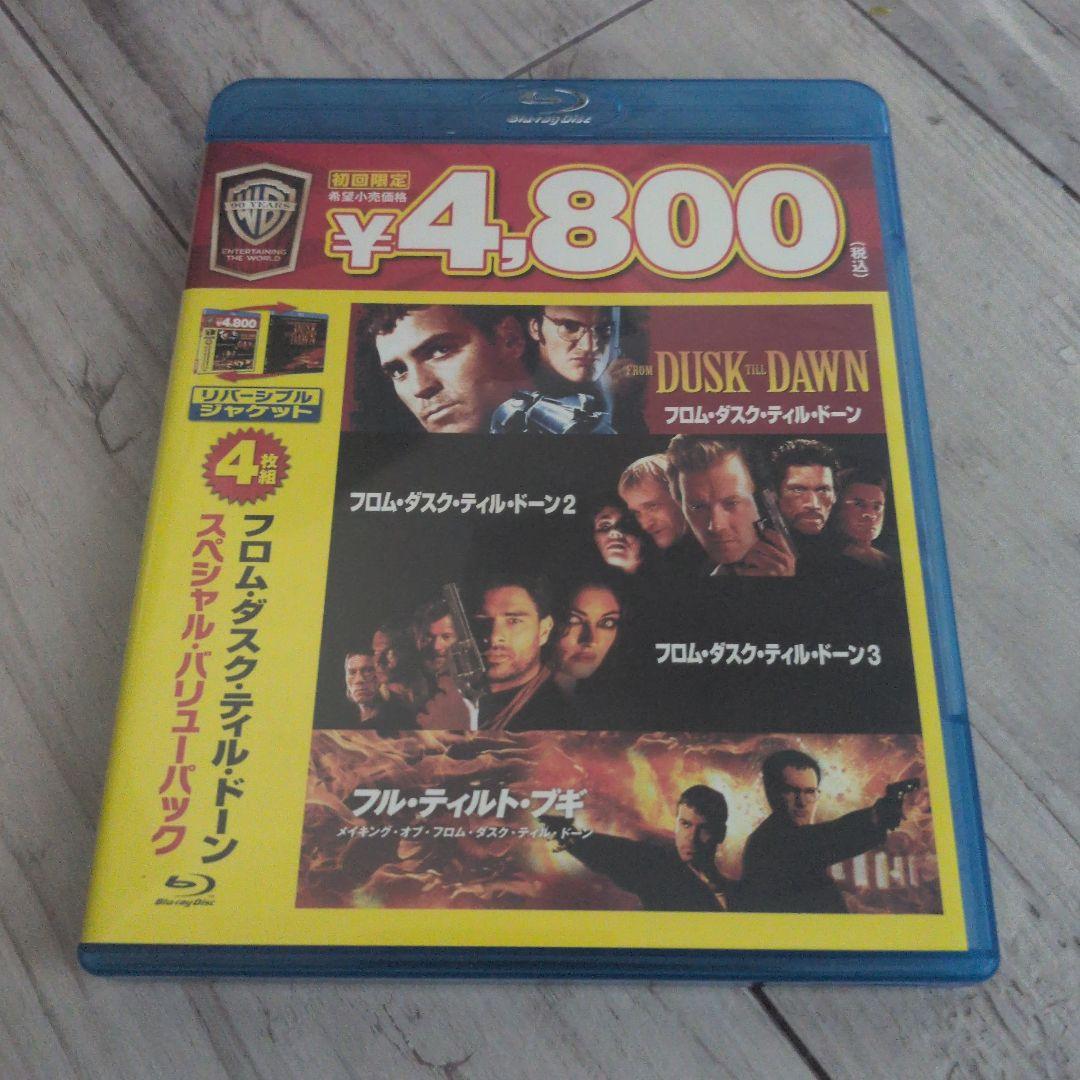 Blu-ray Disc
WB
90 YEARS
ENTERTAINING
THE WORLD
初回限定
希望小売価格
¥4,800
(税込)
¥4,800
DUSK
DAWN
リバーシブル
ジャケット
4枚組
フロム・ダスク・ティル・ドーン
スペシャル・バリューパック
Blu-ray Disc
FROM DUSK TILL DAWN
フロム・ダスク・ティル・ドーン
フロム・ダスク・ティル・ドーン2
フロム・ダスク・ティル・ドーン3
フル・ティルト・ブギ
メイキング・オブ・フロム・ダスク・ティル・ドーン